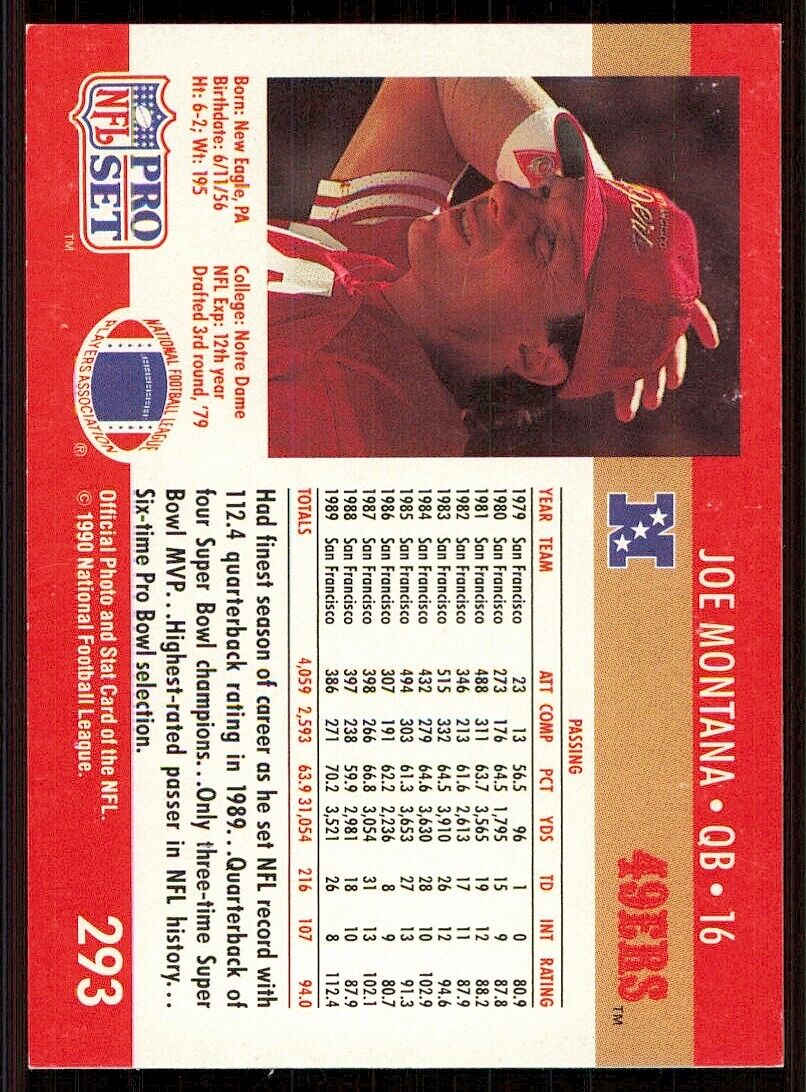 JOE MONTANA • QB • 16
49ERS ™
N
49ers
Born: New Eagle, PA
Birthdate: 6/11/56
Ht: 6-2; Wt: 195
College: Notre Dame
NFL Exp: 12th year
Drafted 3rd round, '79
PASSING
YEAR TEAM ATT COMP PCT YDS TD INT RATING
1979 San Francisco 23 13 56.5 96 1 0 80.9
1980 San Francisco 273 176 64.5 1,795 15 9 87.8
1981 San Francisco 488 311 63.7 3,565 19 12 88.2
1982 San Francisco 346 213 61.6 2,613 17 11 87.9
1983 San Francisco 515 332 64.5 3,910 26 12 94.6
1984 San Francisco 432 279 64.6 3,630 28 10 102.9
1985 San Francisco 494 303 61.3 3,653 27 13 91.3
1986 San Francisco 307 191 62.2 2,236 8 9 80.7
1987 San Francisco 398 266 66.8 3,054 31 13 102.1
1988 San Francisco 397 238 59.9 2,981 18 10 87.9
1989 San Francisco 386 271 70.2 3,521 26 8 112.4
TOTALS 4,059 2,593 63.9 31,054 216 107 94.0
Had finest season of career as he set NFL record with
112.4 quarterback rating in 1989...Quarterback of
four Super Bowl champions...Only three-time Super
Bowl MVP...Highest-rated passer in NFL history...
Six-time Pro Bowl selection.
NFL PRO SET ™
NATIONAL FOOTBALL LEAGUE
PLAYERS ASSOCIATION ®
Official Photo and Stat Card of the NFL.
© 1990 National Football League.
293